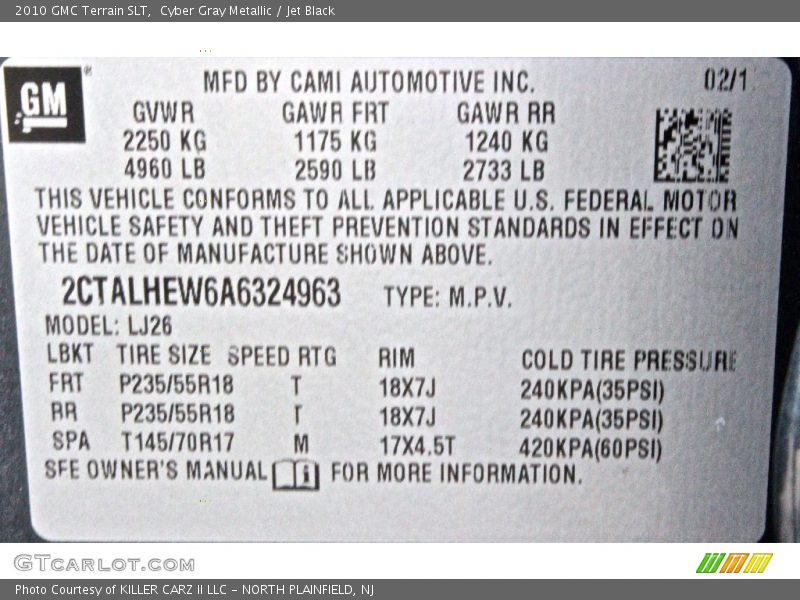 2010 GMC Terrain SLT,  Cyber Gray Metallic / Jet Black
GM
MFD BY CAMI AUTOMOTIVE INC. 02/1
GVWR GAWR FRT GAWR RR
2250 KG 1175 KG 1240 KG
4960 LB 2590 LB 2733 LB
THIS VEHICLE CONFORMS TO ALL APPLICABLE U.S. FEDERAL MOTOR
VEHICLE SAFETY AND THEFT PREVENTION STANDARDS IN EFFECT ON
THE DATE OF MANUFACTURE SHOWN ABOVE.
2CTALHEW6A6324963 TYPE: M.P.V.
MODEL: LJ26
LBKT TIRE SIZE SPEED RTG RIM COLD TIRE PRESSURE
FRT P235/55R18 T 18X7J 240KPA(35PSI)
RR P235/55R18 T 18X7J 240KPA(35PSI)
SPA T145/70R17 M 17X4.5T 420KPA(60PSI)
SEE OWNER'S MANUAL i FOR MORE INFORMATION.
GTCARLOT.COM
Photo Courtesy of KILLER CARZ II LLC - NORTH PLAINFIELD, NJ